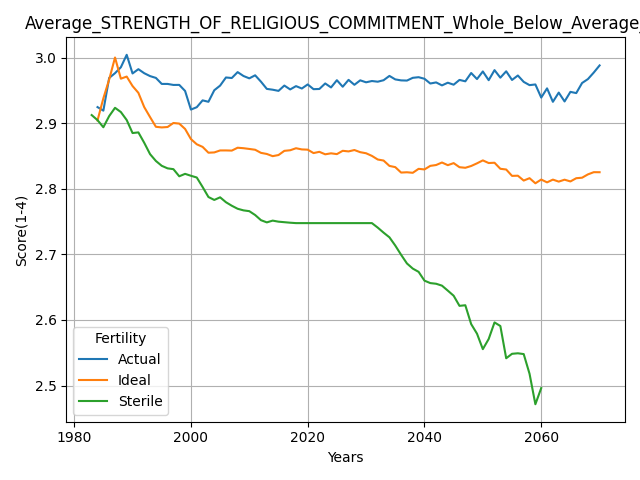 Average_STRENGTH_OF_RELIGIOUS_COMMITMENT_Whole_Below_Average_
3.0
2.9
2.8
2.7
2.6
2.5
Score(1-4)
Fertility
Actual
Ideal
Sterile
1980 2000 2020 2040 2060
Years